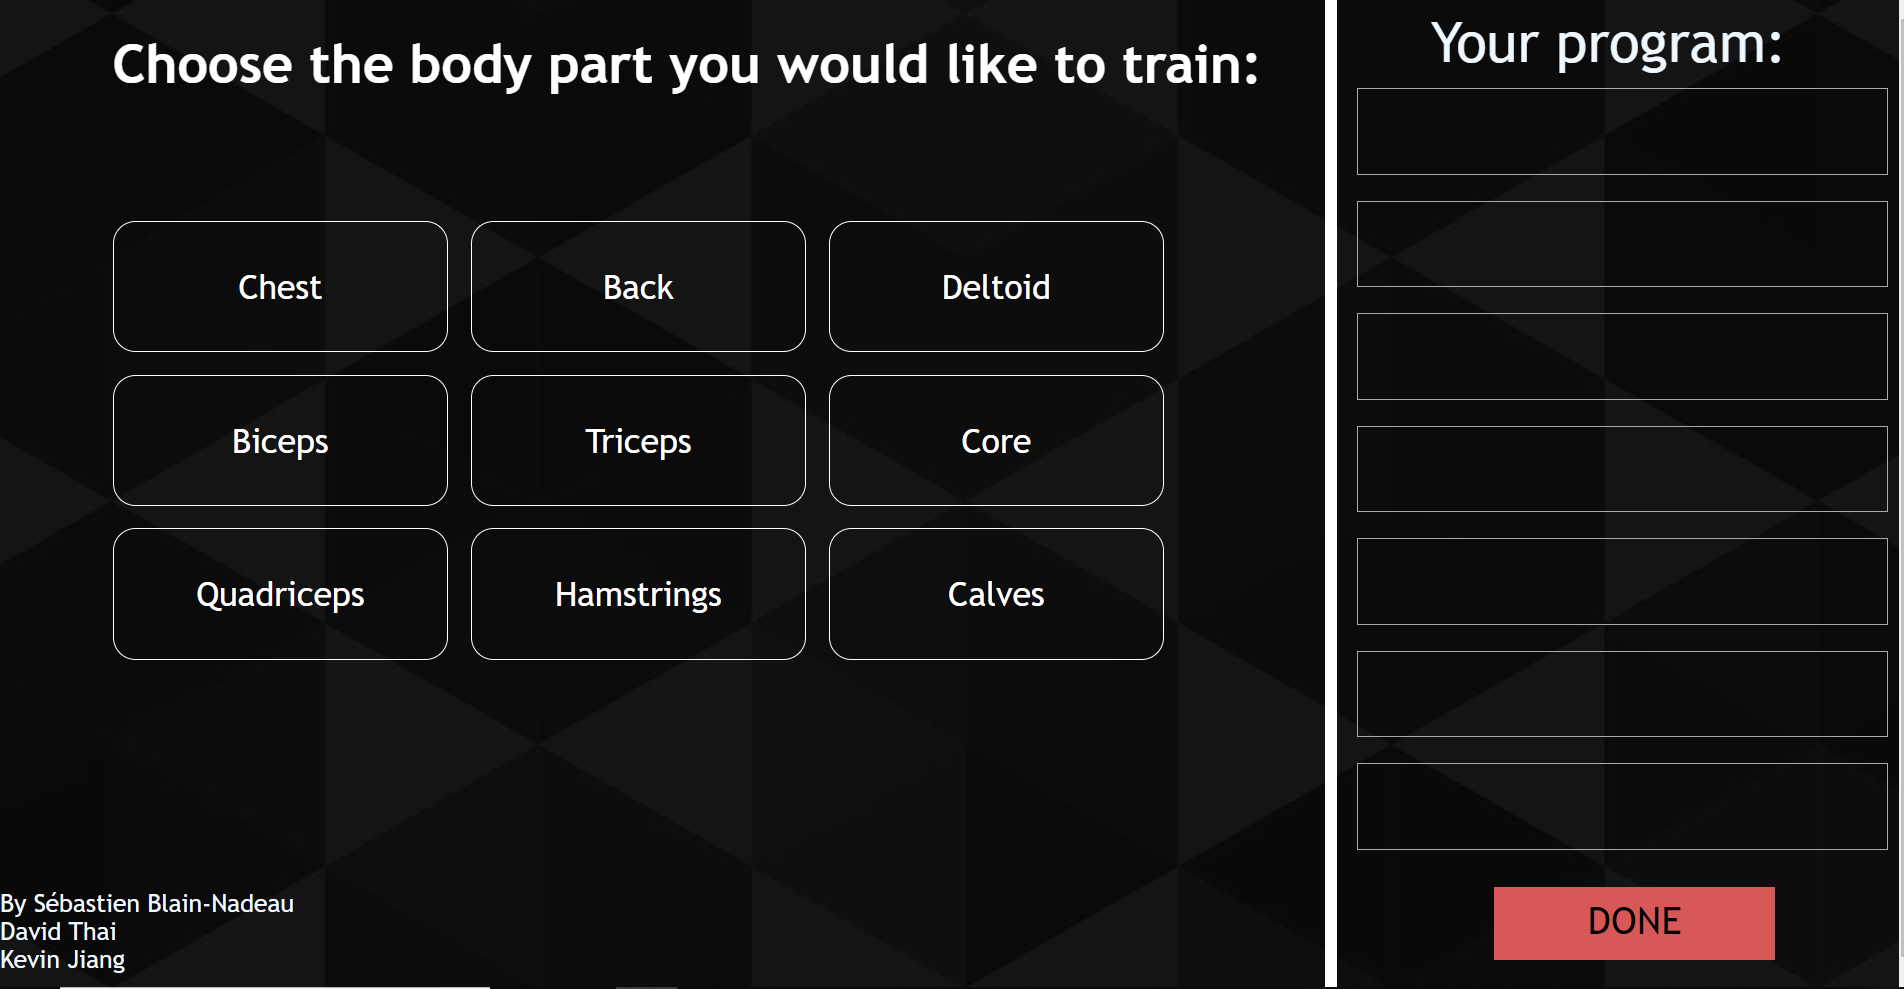 Choose the body part you would like to train:
Chest
Back
Deltoid
Biceps
Triceps
Core
Quadriceps
Hamstrings
Calves
By Sébastien Blain-Nadeau
David Thai
Kevin Jiang
Your program:
DONE